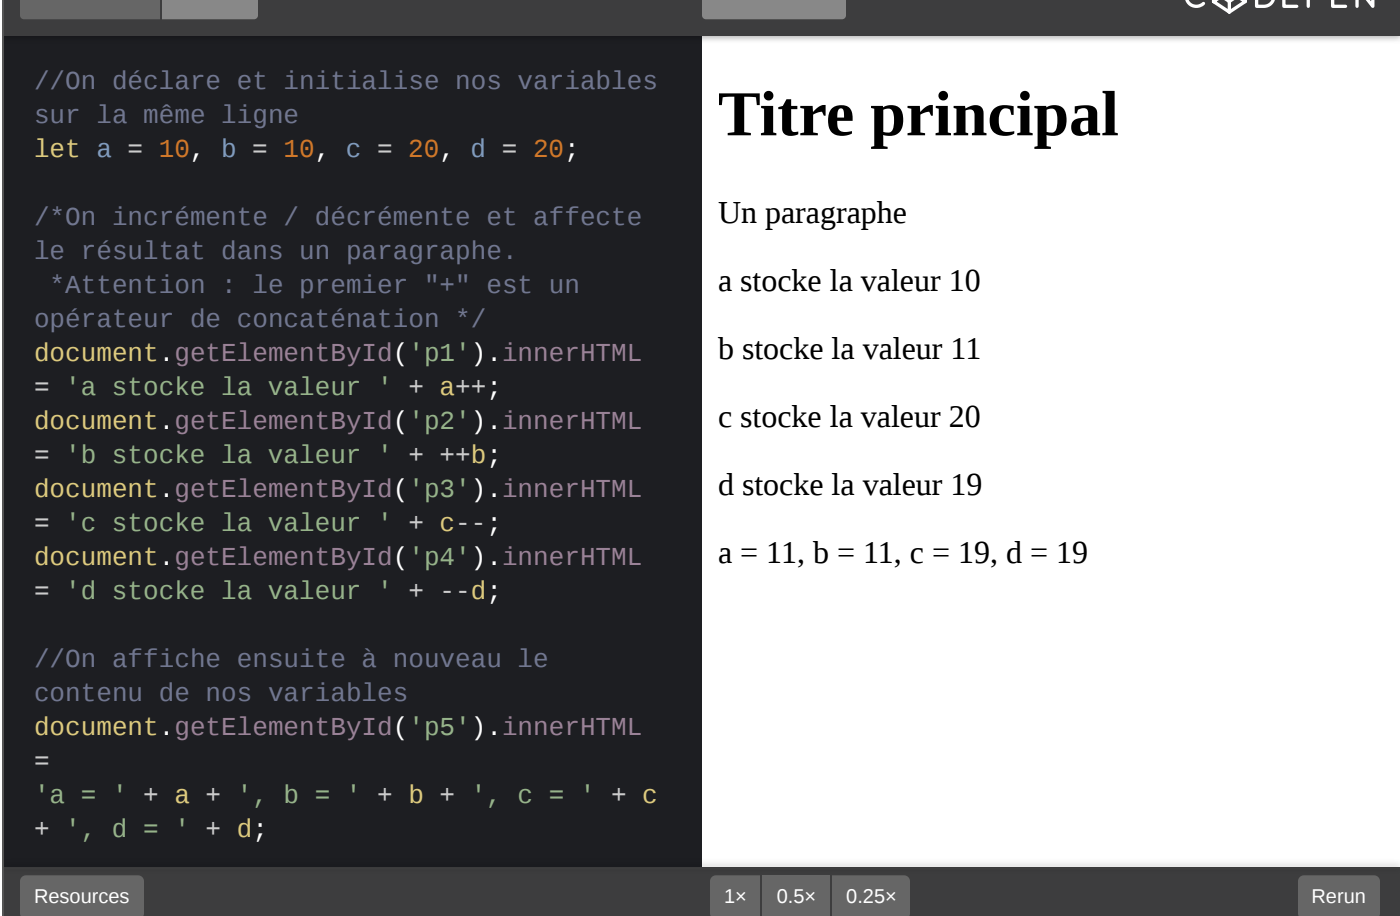 CODEPEN
//On déclare et initialise nos variables
sur la même ligne
let a = 10, b = 10, c = 20, d = 20;
/*On incrémente / décrémente et affecte
le résultat dans un paragraphe.
*Attention : le premier "+" est un
opérateur de concaténation */
document.getElementById('p1').innerHTML
= 'a stocke la valeur ' + a++;
document.getElementById('p2').innerHTML
= 'b stocke la valeur ' + ++b;
document.getElementById('p3').innerHTML
= 'c stocke la valeur ' + c--;
document.getElementById('p4').innerHTML
= 'd stocke la valeur ' + --d;
//On affiche ensuite à nouveau le
contenu de nos variables
document.getElementById('p5').innerHTML
=
'a = ' + a + ', b = ' + b + ', c = ' + c
+ ', d = ' + d;
Titre principal
Un paragraphe
a stocke la valeur 10
b stocke la valeur 11
c stocke la valeur 20
d stocke la valeur 19
a = 11, b = 11, c = 19, d = 19
Resources
1× 0.5× 0.25×
Rerun